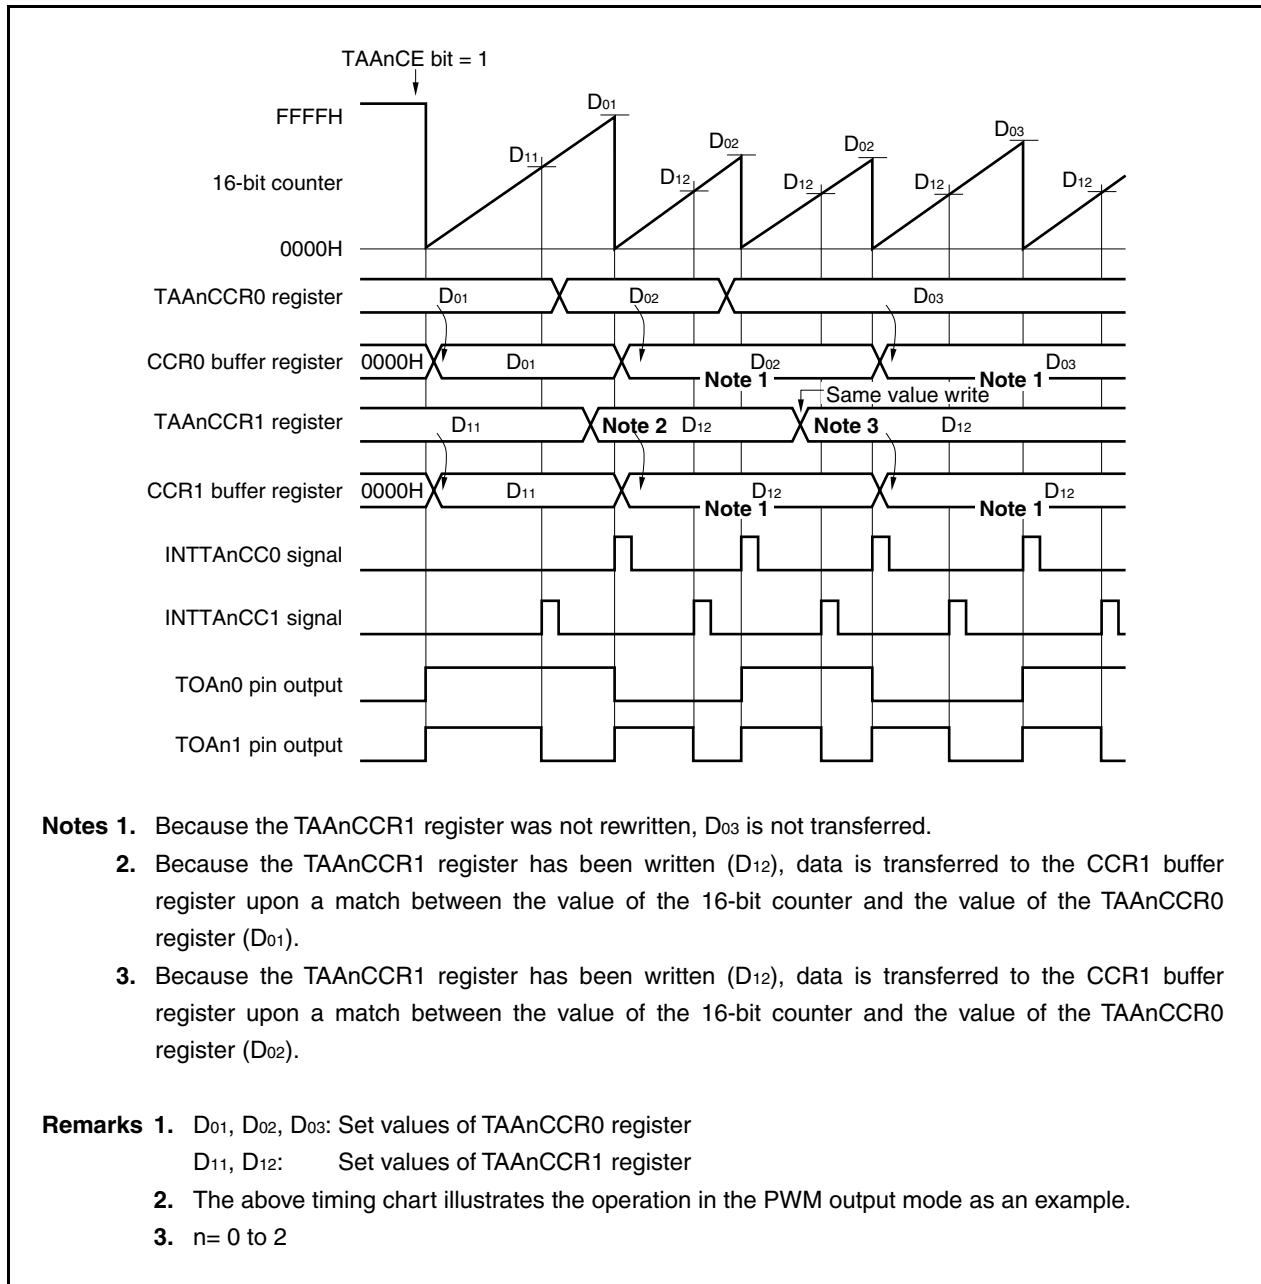 TAAnCE bit = 1
FFFFH
D01
D11
D02
D02
D03
16-bit counter
D12
D12
D12
D12
0000H
TAAnCCR0 register
D01
D02
D03
CCR0 buffer register
0000H
D01
D02
D03
Note 1
Note 1
Same value write
TAAnCCR1 register
D11
Note 2
D12
Note 3
D12
CCR1 buffer register
0000H
D11
D12
D12
Note 1
Note 1
INTTAnCC0 signal
INTTAnCC1 signal
TOAn0 pin output
TOAn1 pin output
Notes 1. Because the TAAnCCR1 register was not rewritten, D03 is not transferred.
2. Because the TAAnCCR1 register has been written (D12), data is transferred to the CCR1 buffer
register upon a match between the value of the 16-bit counter and the value of the TAAnCCR0
register (D01).
3. Because the TAAnCCR1 register has been written (D12), data is transferred to the CCR1 buffer
register upon a match between the value of the 16-bit counter and the value of the TAAnCCR0
register (D02).
Remarks 1. D01, D02, D03: Set values of TAAnCCR0 register
D11, D12: Set values of TAAnCCR1 register
2. The above timing chart illustrates the operation in the PWM output mode as an example.
3. n= 0 to 2